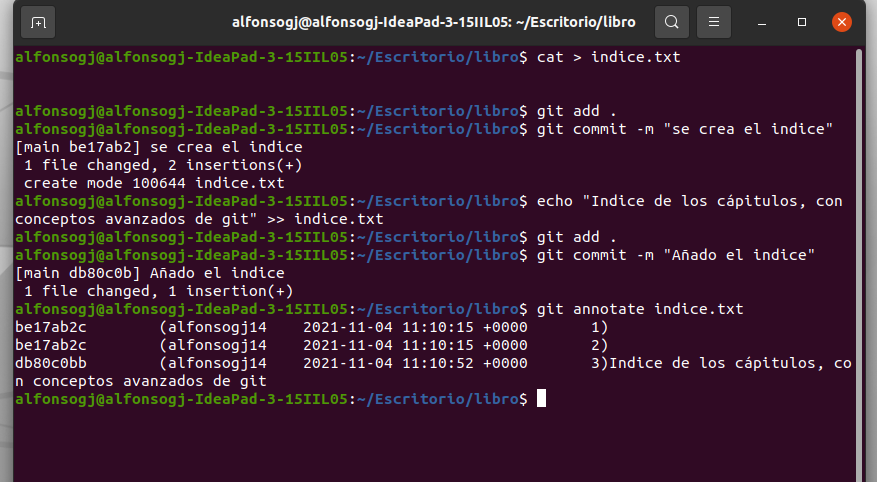 alfonsogj@alfonsogj-IdeaPad-3-15IIL05: ~/Escritorio/libro
alfonsogj@alfonsogj-IdeaPad-3-15IIL05:~/Escritorio/libro$ cat > indice.txt
alfonsogj@alfonsogj-IdeaPad-3-15IIL05:~/Escritorio/libro$ git add .
alfonsogj@alfonsogj-IdeaPad-3-15IIL05:~/Escritorio/libro$ git commit -m "se crea el indice"
[main be17ab2] se crea el indice
 1 file changed, 2 insertions(+)
 create mode 100644 indice.txt
alfonsogj@alfonsogj-IdeaPad-3-15IIL05:~/Escritorio/libro$ echo "Indice de los cápitulos, con
conceptos avanzados de git" >> indice.txt
alfonsogj@alfonsogj-IdeaPad-3-15IIL05:~/Escritorio/libro$ git add .
alfonsogj@alfonsogj-IdeaPad-3-15IIL05:~/Escritorio/libro$ git commit -m "Añado el indice"
[main db80c0b] Añado el indice
 1 file changed, 1 insertion(+)
alfonsogj@alfonsogj-IdeaPad-3-15IIL05:~/Escritorio/libro$ git annotate indice.txt
be17ab2c        (alfonsogj14    2021-11-04 11:10:15 +0000       1)
be17ab2c        (alfonsogj14    2021-11-04 11:10:15 +0000       2)
db80c0bb        (alfonsogj14    2021-11-04 11:10:52 +0000       3)Indice de los cápitulos, co
n conceptos avanzados de git
alfonsogj@alfonsogj-IdeaPad-3-15IIL05:~/Escritorio/libro$